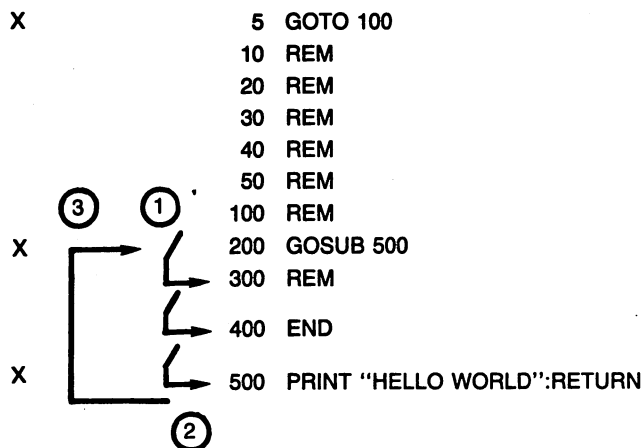 X 5 GOTO 100
10 REM
20 REM
30 REM
40 REM
50 REM
3 1 100 REM
X 200 GOSUB 500
300 REM
400 END
X 500 PRINT “HELLO WORLD”:RETURN
2